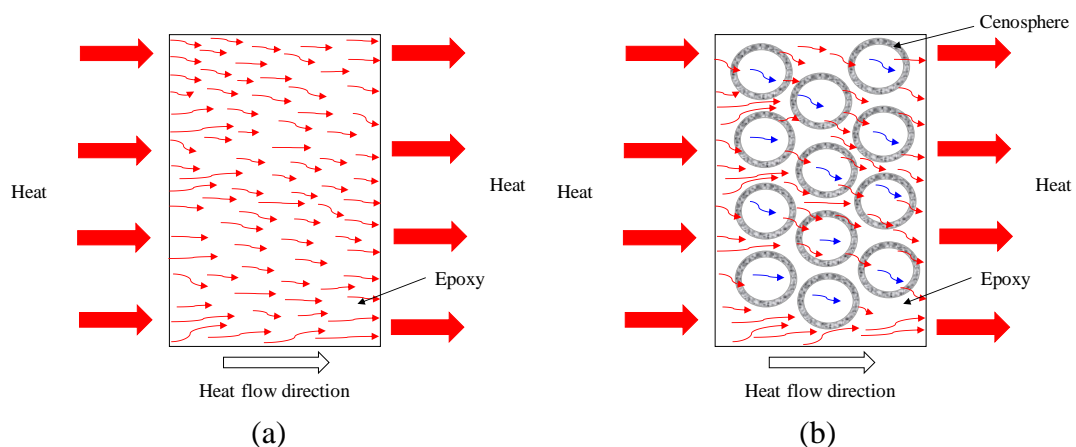 Cenosphere
Heat
Heat
Heat
Heat
Epoxy
Epoxy
Heat flow direction
Heat flow direction
(a)
(b)